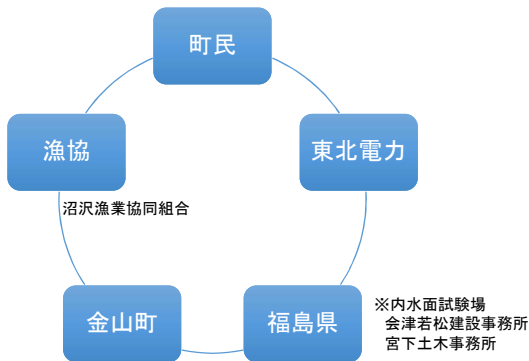 町民
漁協
東北電力
沼沢漁業協同組合
金山町
福島県
※内水面試験場
会津若松建設事務所
宮下土木事務所